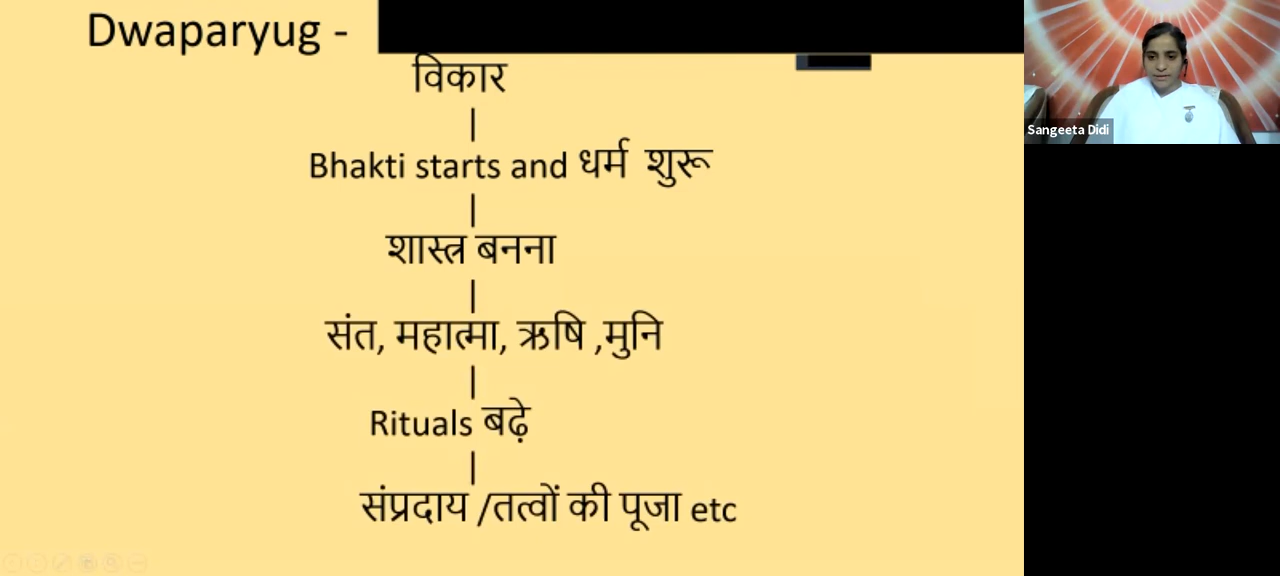 Dwaparyug -
विकार
|
Bhakti starts and धर्म शुरू
|
शास्त्र बनना
|
संत, महात्मा, ऋषि ,मुनि
|
Rituals बढ़े
|
संप्रदाय /तत्वों की पूजा etc
Sangeeta Didi